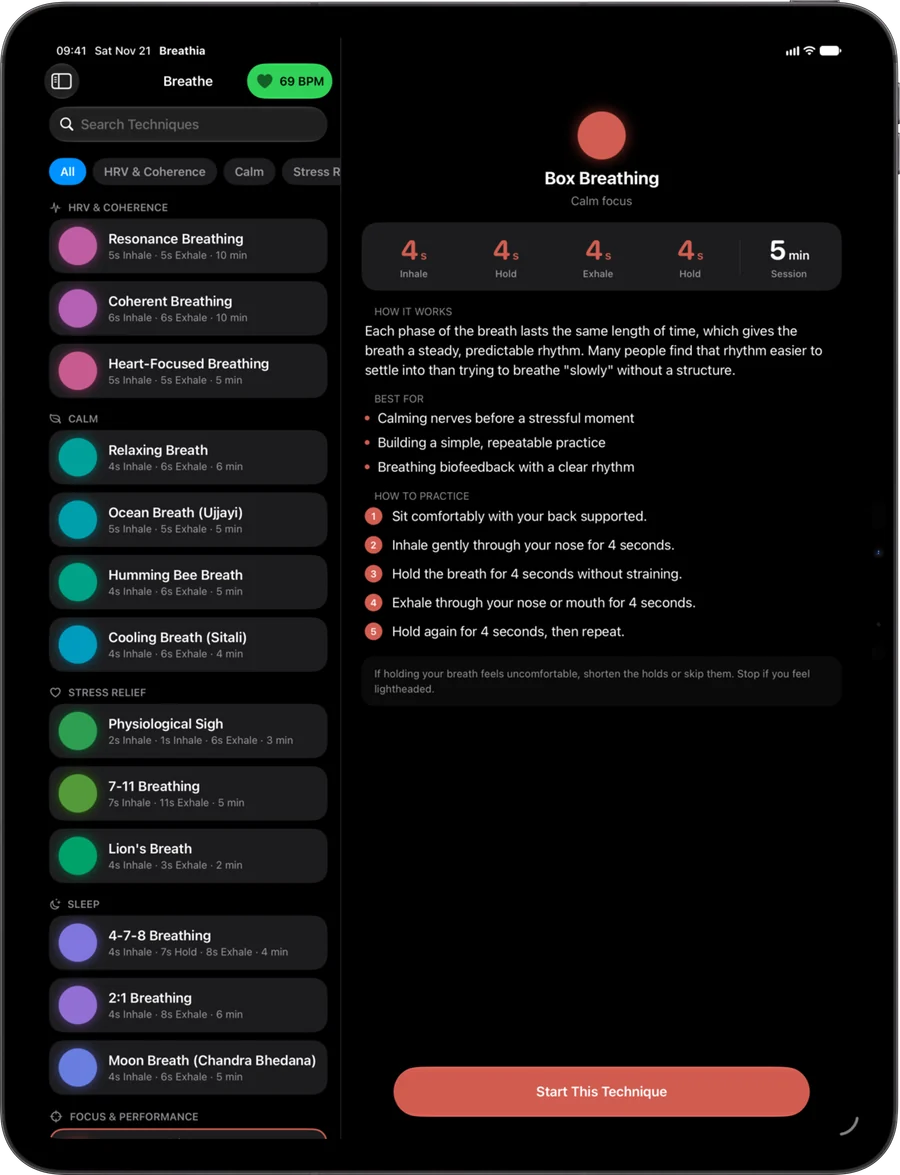 09:41 Sat Nov 21 Breathia
Breathe
69 BPM
Search Techniques
All
HRV & Coherence
Calm
Stress R
HRV & COHERENCE
Resonance Breathing
5s Inhale · 5s Exhale · 10 min
Coherent Breathing
6s Inhale · 6s Exhale · 10 min
Heart-Focused Breathing
5s Inhale · 5s Exhale · 5 min
CALM
Relaxing Breath
4s Inhale · 6s Exhale · 6 min
Ocean Breath (Ujjayi)
5s Inhale · 5s Exhale · 5 min
Humming Bee Breath
4s Inhale · 6s Exhale · 5 min
Cooling Breath (Sitali)
4s Inhale · 6s Exhale · 4 min
STRESS RELIEF
Physiological Sigh
2s Inhale · 1s Inhale · 6s Exhale · 3 min
7-11 Breathing
7s Inhale · 11s Exhale · 5 min
Lion's Breath
4s Inhale · 3s Exhale · 2 min
SLEEP
4-7-8 Breathing
4s Inhale · 7s Hold · 8s Exhale · 4 min
2:1 Breathing
4s Inhale · 8s Exhale · 6 min
Moon Breath (Chandra Bhedana)
4s Inhale · 6s Exhale · 5 min
FOCUS & PERFORMANCE
Box Breathing
Calm focus
4 s
Inhale
4 s
Hold
4 s
Exhale
4 s
Hold
5 min
Session
HOW IT WORKS
Each phase of the breath lasts the same length of time, which gives the
breath a steady, predictable rhythm. Many people find that rhythm easier to
settle into than trying to breathe "slowly" without a structure.
BEST FOR
• Calming nerves before a stressful moment
• Building a simple, repeatable practice
• Breathing biofeedback with a clear rhythm
HOW TO PRACTICE
1 Sit comfortably with your back supported.
2 Inhale gently through your nose for 4 seconds.
3 Hold the breath for 4 seconds without straining.
4 Exhale through your nose or mouth for 4 seconds.
5 Hold again for 4 seconds, then repeat.
If holding your breath feels uncomfortable, shorten the holds or skip them. Stop if you feel
lightheaded.
Start This Technique